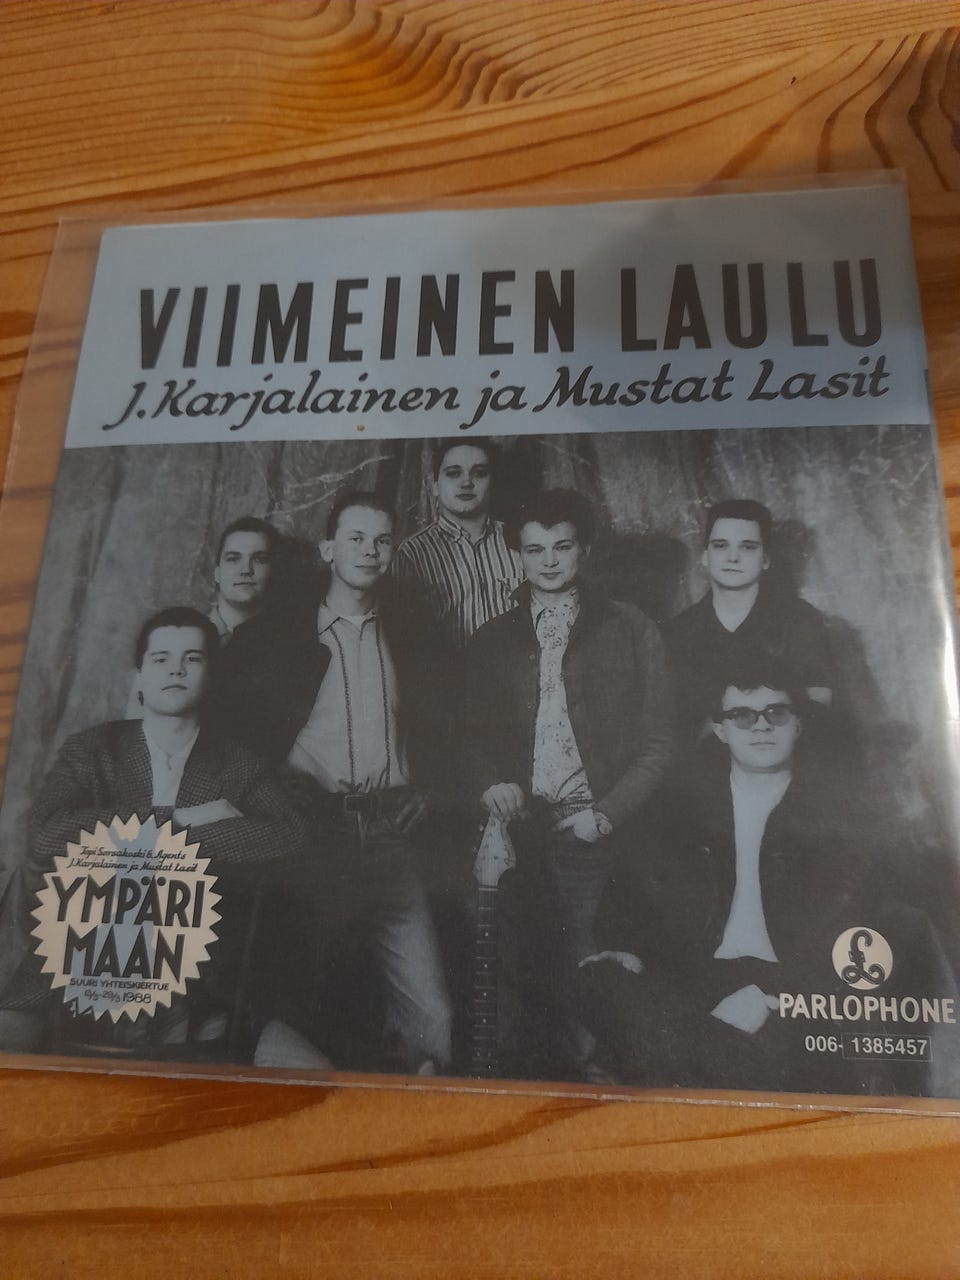 VIIMEINEN LAULU
J. Karjalainen ja Mustat Lasit
Topi Sorsakoski & Agents
J. Karjalainen ja Mustat Lasit
YMPÄRI
MAAN
SUURI YHTEISKIERTUE
1988
PARLOPHONE
006- 1385457